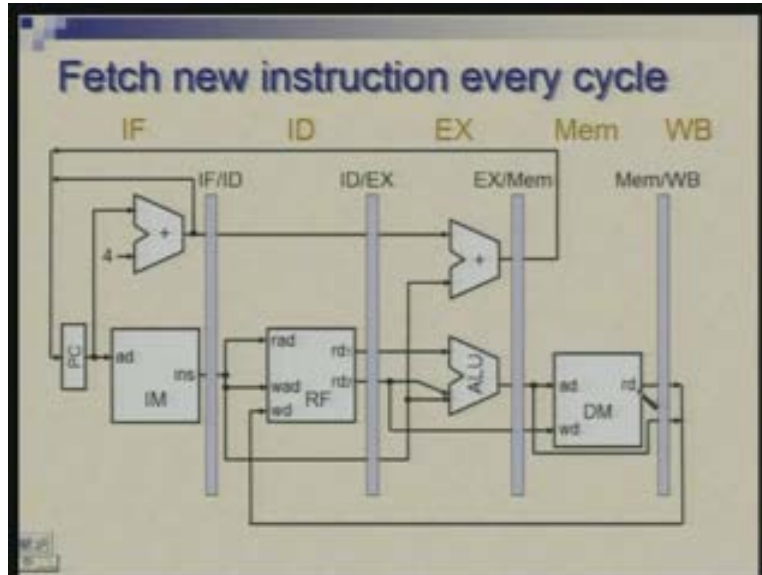 Fetch new instruction every cycle
IF ID EX Mem WB
IF/ID ID/EX EX/Mem Mem/WB
+
4
+
PC
ad
ins
IM
rad
wad
wd
rd1
rd2
RF
ALU
ad
wd
rd
DM